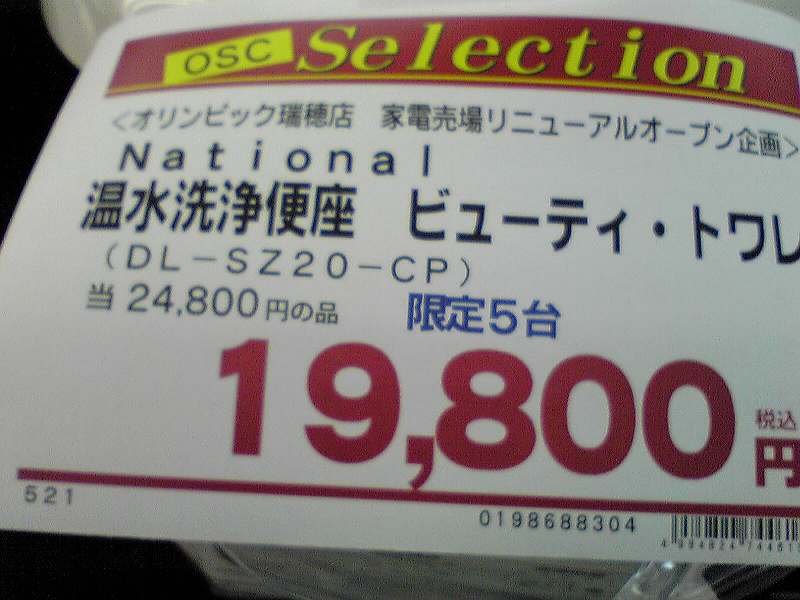 OSC Selection
<オリンピック瑞穂店 家電売場リニューアルオープン企画>
National
温水洗浄便座 ビューティ・トワレ
(DL-SZ20-CP)
当 24,800円の品 限定5台
19,800 税込 円
521
0198688304